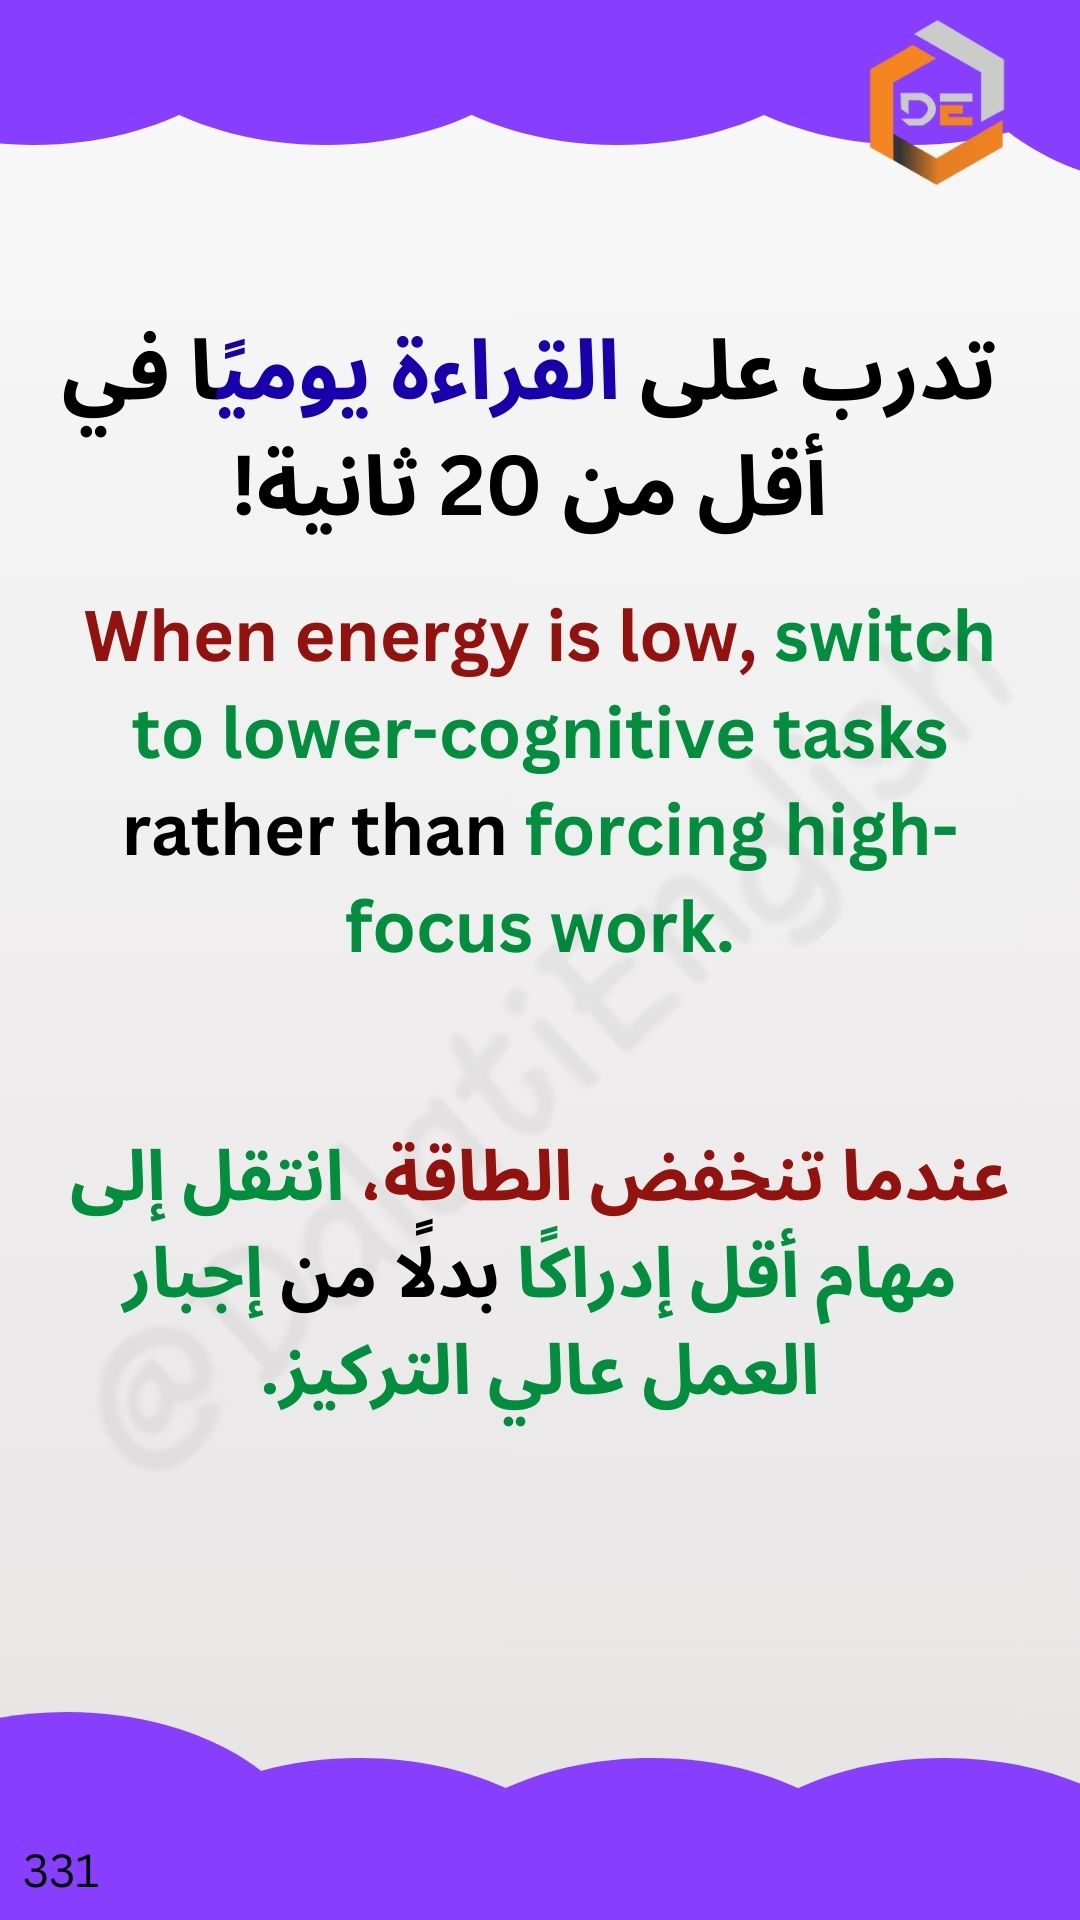 DE
تدرب على القراءة يوميًا في
أقل من 20 ثانية!
When energy is low, switch
to lower-cognitive tasks
rather than forcing high-
focus work.
عندما تنخفض الطاقة، انتقل إلى
مهام أقل إدراكًا بدلًا من إجبار
العمل عالي التركيز.
@DalatiEnglish
331